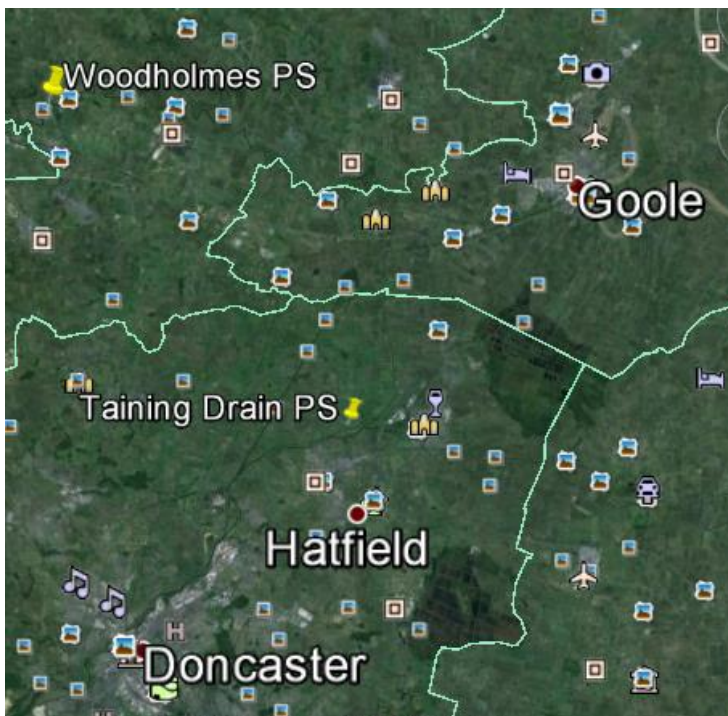 Woodholmes PS
Goole
Taining Drain PS
Hatfield
H
Doncaster